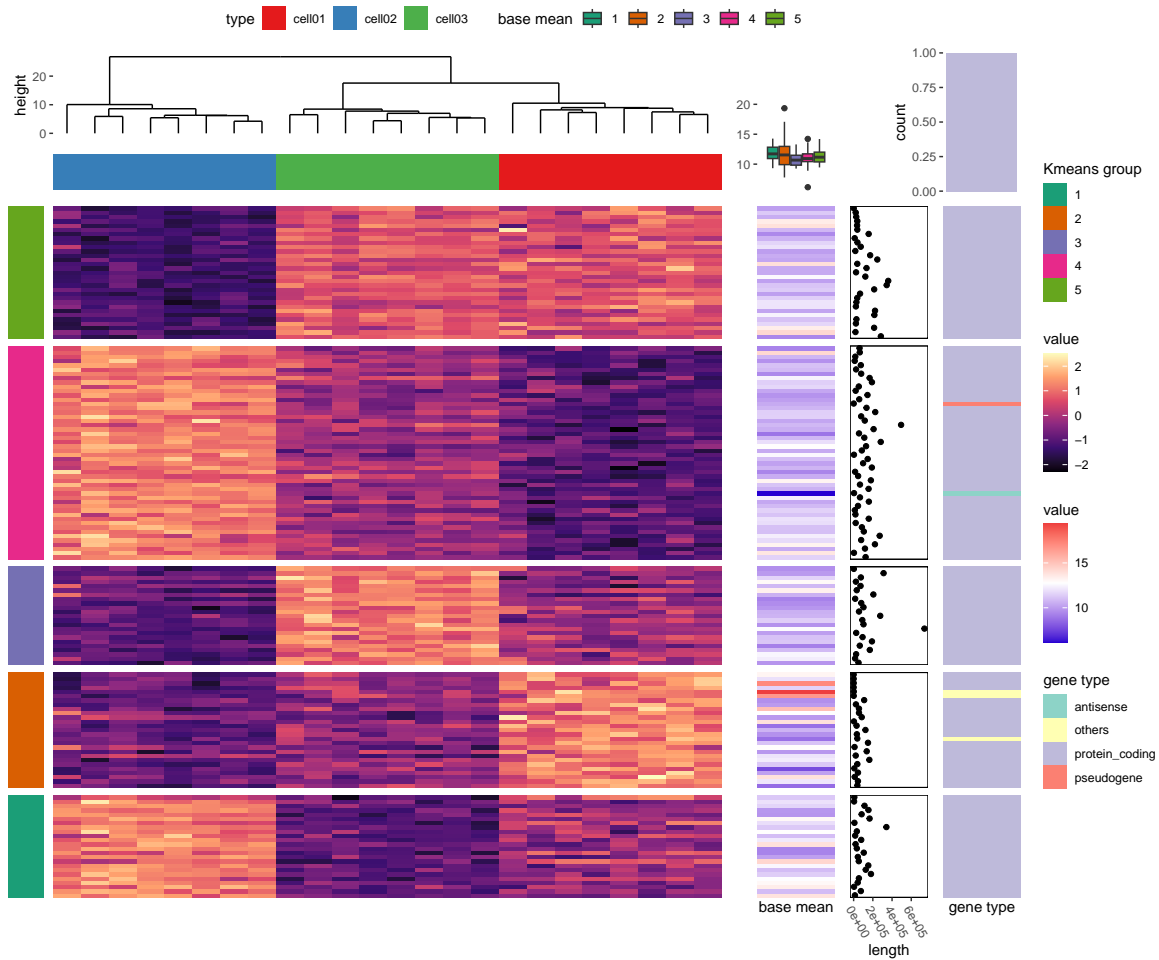 type cell01 cell02 cell03 base mean 1 2 3 4 5
height
20
10
0
20
15
10
count
1.00
0.75
0.50
0.25
0.00
Kmeans group
1
2
3
4
5
value
2
1
0
−1
−2
value
15
10
gene type
antisense
others
protein_coding
pseudogene
base mean
0e+00
2e+05
4e+05
6e+05
length
gene type